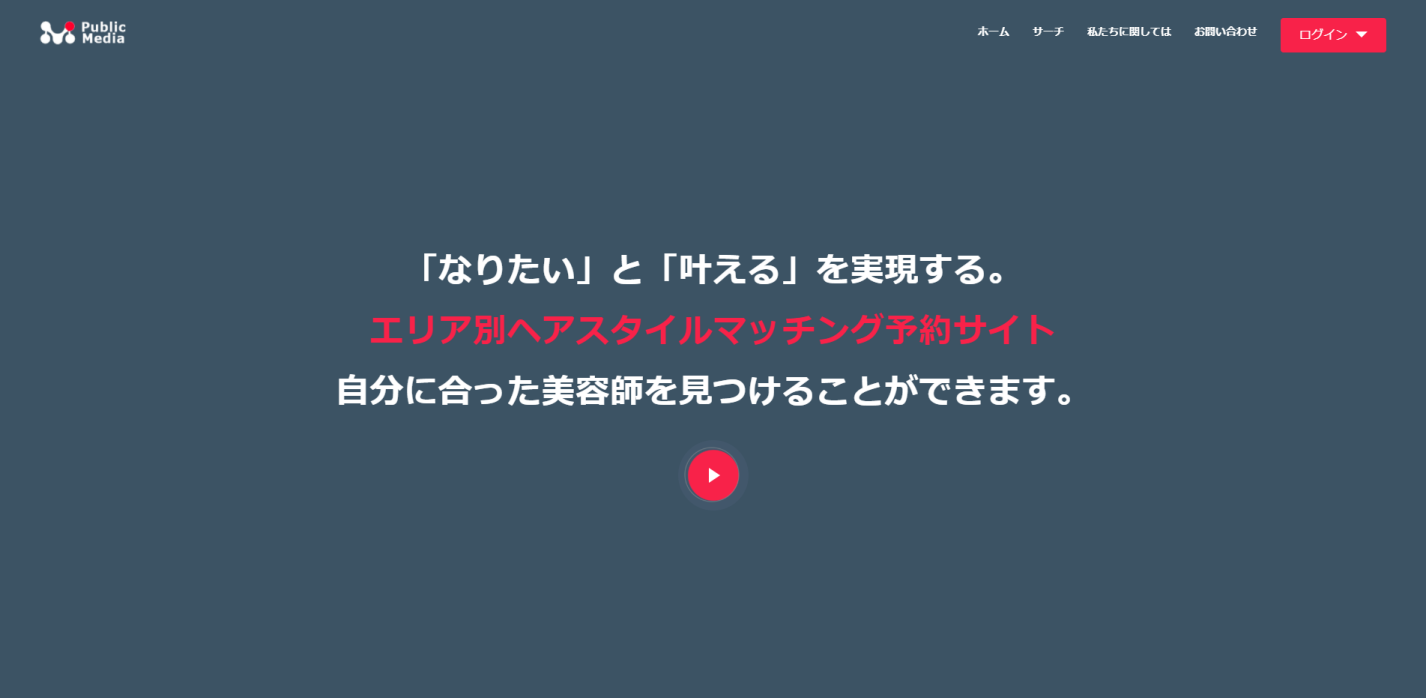 Public
Media
ホーム
サーチ
私たちに関しては
お問い合わせ
ログイン
「なりたい」と「叶える」を実現する。
エリア別ヘアスタイルマッチング予約サイト
自分に合った美容師を見つけることができます。